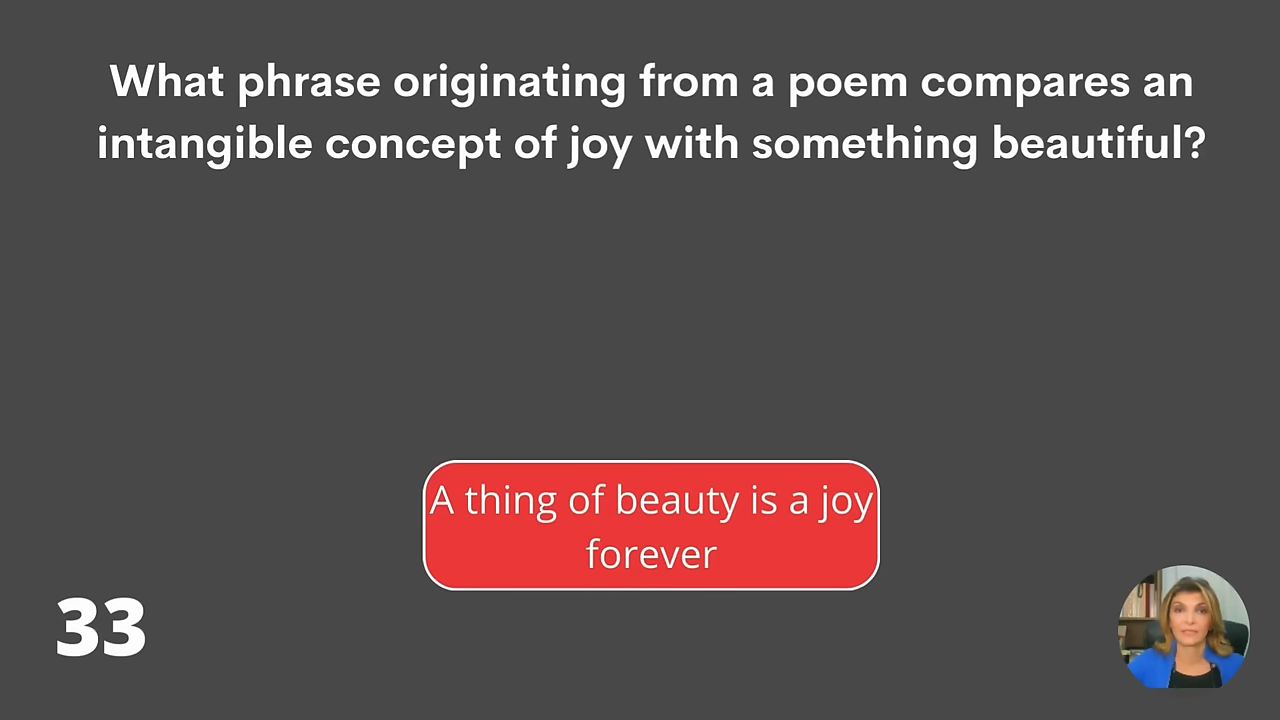 What phrase originating from a poem compares an
intangible concept of joy with something beautiful?
A thing of beauty is a joy
forever
33